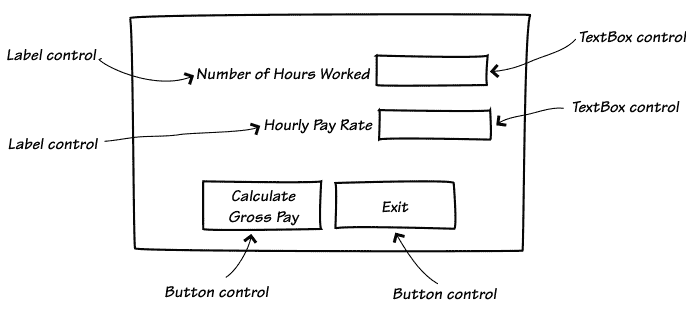 TextBox control
Label control
Number of Hours Worked
TextBox control
Hourly Pay Rate
Label control
Calculate
Gross Pay
Exit
Button control
Button control